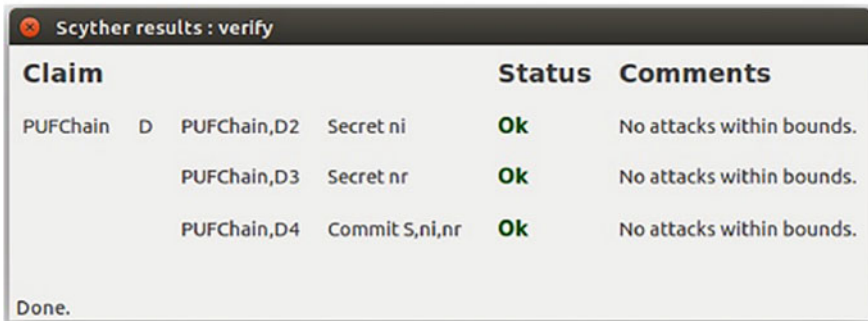 Scyther results : verify
Claim Status Comments
PUFChain D PUFChain,D2 Secret ni Ok No attacks within bounds.
PUFChain,D3 Secret nr Ok No attacks within bounds.
PUFChain,D4 Commit S,ni,nr Ok No attacks within bounds.
Done.